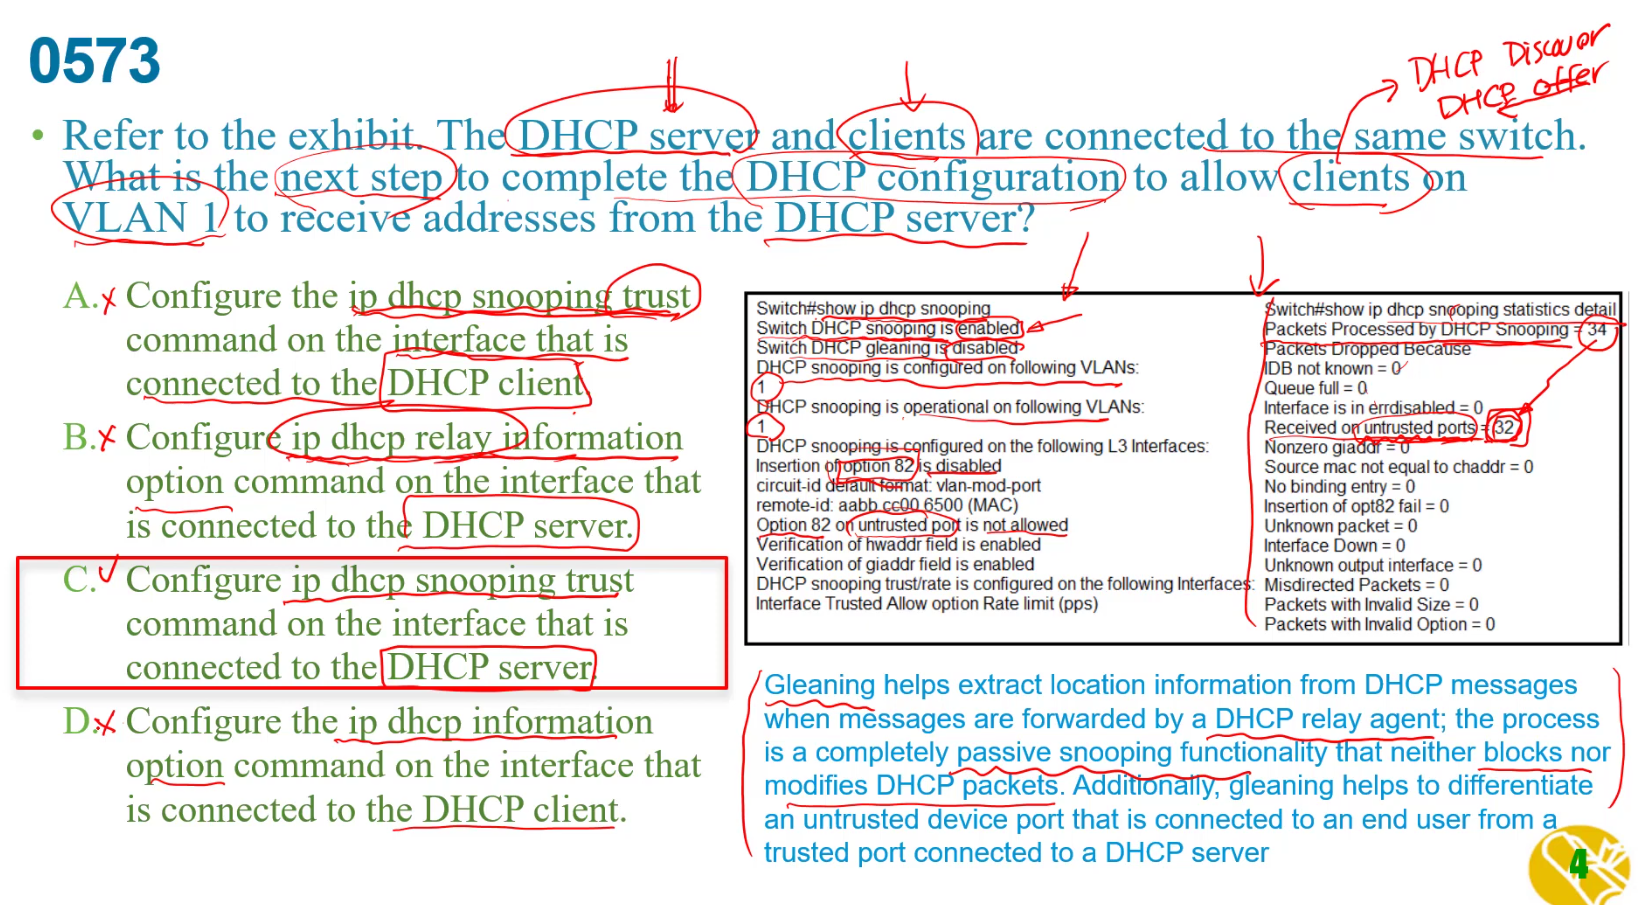 0573
DHCP Discover
DHCP offer
• Refer to the exhibit. The DHCP server and clients are connected to the same switch.
What is the next step to complete the DHCP configuration to allow clients on
VLAN 1 to receive addresses from the DHCP server?
A. Configure the ip dhcp snooping trust
command on the interface that is
connected to the DHCP client.
B. Configure ip dhcp relay information
option command on the interface that
is connected to the DHCP server.
C. Configure ip dhcp snooping trust
command on the interface that is
connected to the DHCP server.
D. Configure the ip dhcp information
option command on the interface that
is connected to the DHCP client.
Switch#show ip dhcp snooping
Switch DHCP snooping is enabled
Switch DHCP gleaning is disabled
DHCP snooping is configured on following VLANs:
1
DHCP snooping is operational on following VLANs:
1
DHCP snooping is configured on the following L3 Interfaces:
Insertion of option 82 is disabled
circuit-id default format: vlan-mod-port
remote-id: aabb.cc00.6500 (MAC)
Option 82 on untrusted port is not allowed
Verification of hwaddr field is enabled
Verification of giaddr field is enabled
DHCP snooping trust/rate is configured on the following Interfaces:
Interface Trusted Allow option Rate limit (pps)
Switch#show ip dhcp snooping statistics detail
Packets Processed by DHCP Snooping = 34
Packets Dropped Because
IDB not known = 0
Queue full = 0
Interface is in errdisabled = 0
Received on untrusted ports = 32
Nonzero giaddr = 0
Source mac not equal to chaddr = 0
No binding entry = 0
Insertion of opt82 fail = 0
Unknown packet = 0
Interface Down = 0
Unknown output interface = 0
Misdirected Packets = 0
Packets with Invalid Size = 0
Packets with Invalid Option = 0
Gleaning helps extract location information from DHCP messages
when messages are forwarded by a DHCP relay agent; the process
is a completely passive snooping functionality that neither blocks nor
modifies DHCP packets. Additionally, gleaning helps to differentiate
an untrusted device port that is connected to an end user from a
trusted port connected to a DHCP server
4